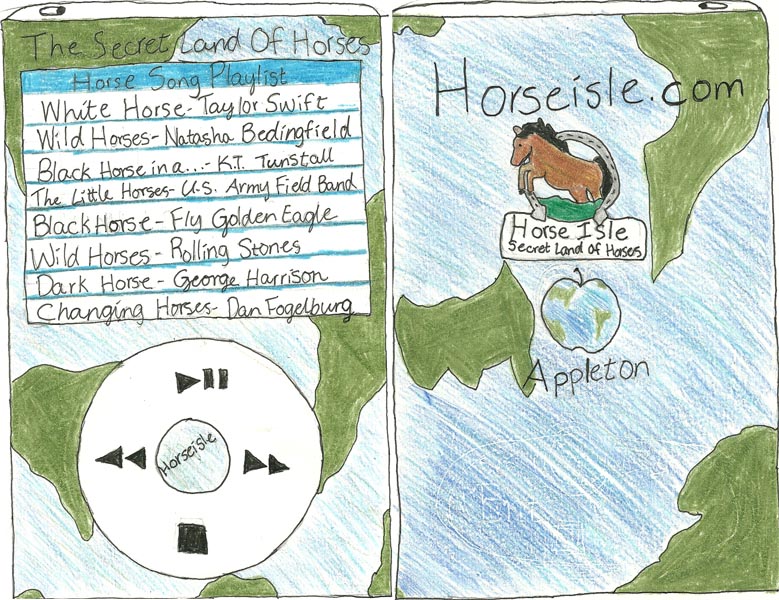 The Secret Land Of Horses
Horse Song Playlist
White Horse- Taylor Swift
Wild Horses- Natasha Bedingfield
Black Horse in a...- K.T. Tunstall
The Little Horses- U.S. Army Field Band
Black Horse - Fly Golden Eagle
Wild Horses - Rolling Stones
Dark Horse - George Harrison
Changing Horses- Dan Fogelburg
Horseisle
Horseisle.com
Horse Isle
Secret Land of Horses
Appleton